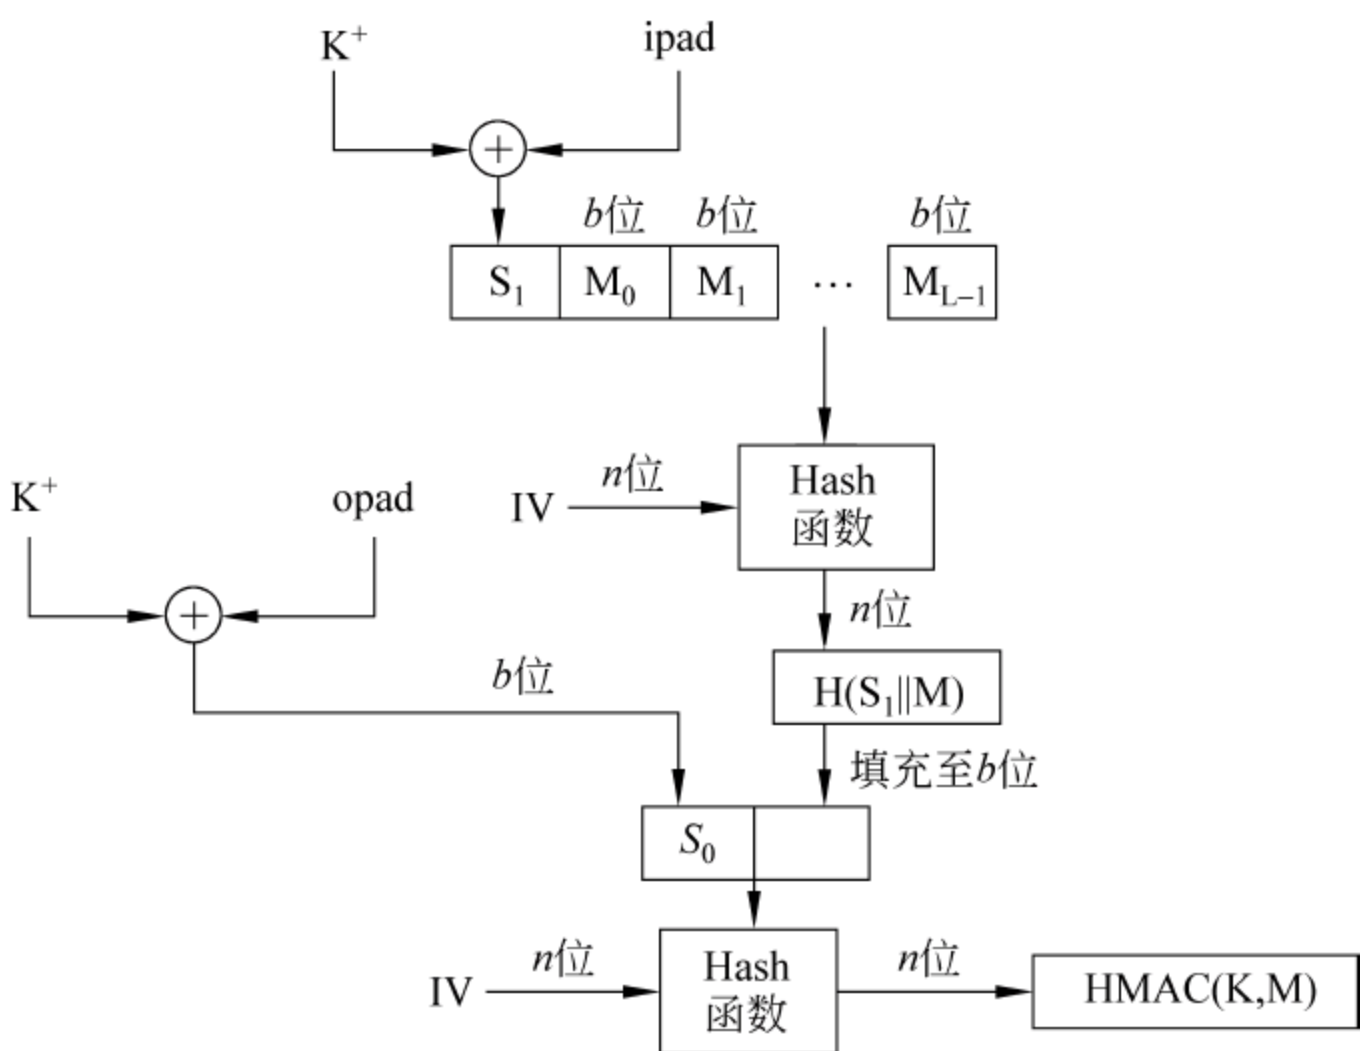 K⁺ ipad
b位 b位 b位
S₁ M₀ M₁ … M_{L−1}
n位
IV
Hash
函数
K⁺ opad
n位
b位
H(S₁||M)
填充至b位
S₀
n位
IV
Hash
函数
n位
HMAC(K,M)